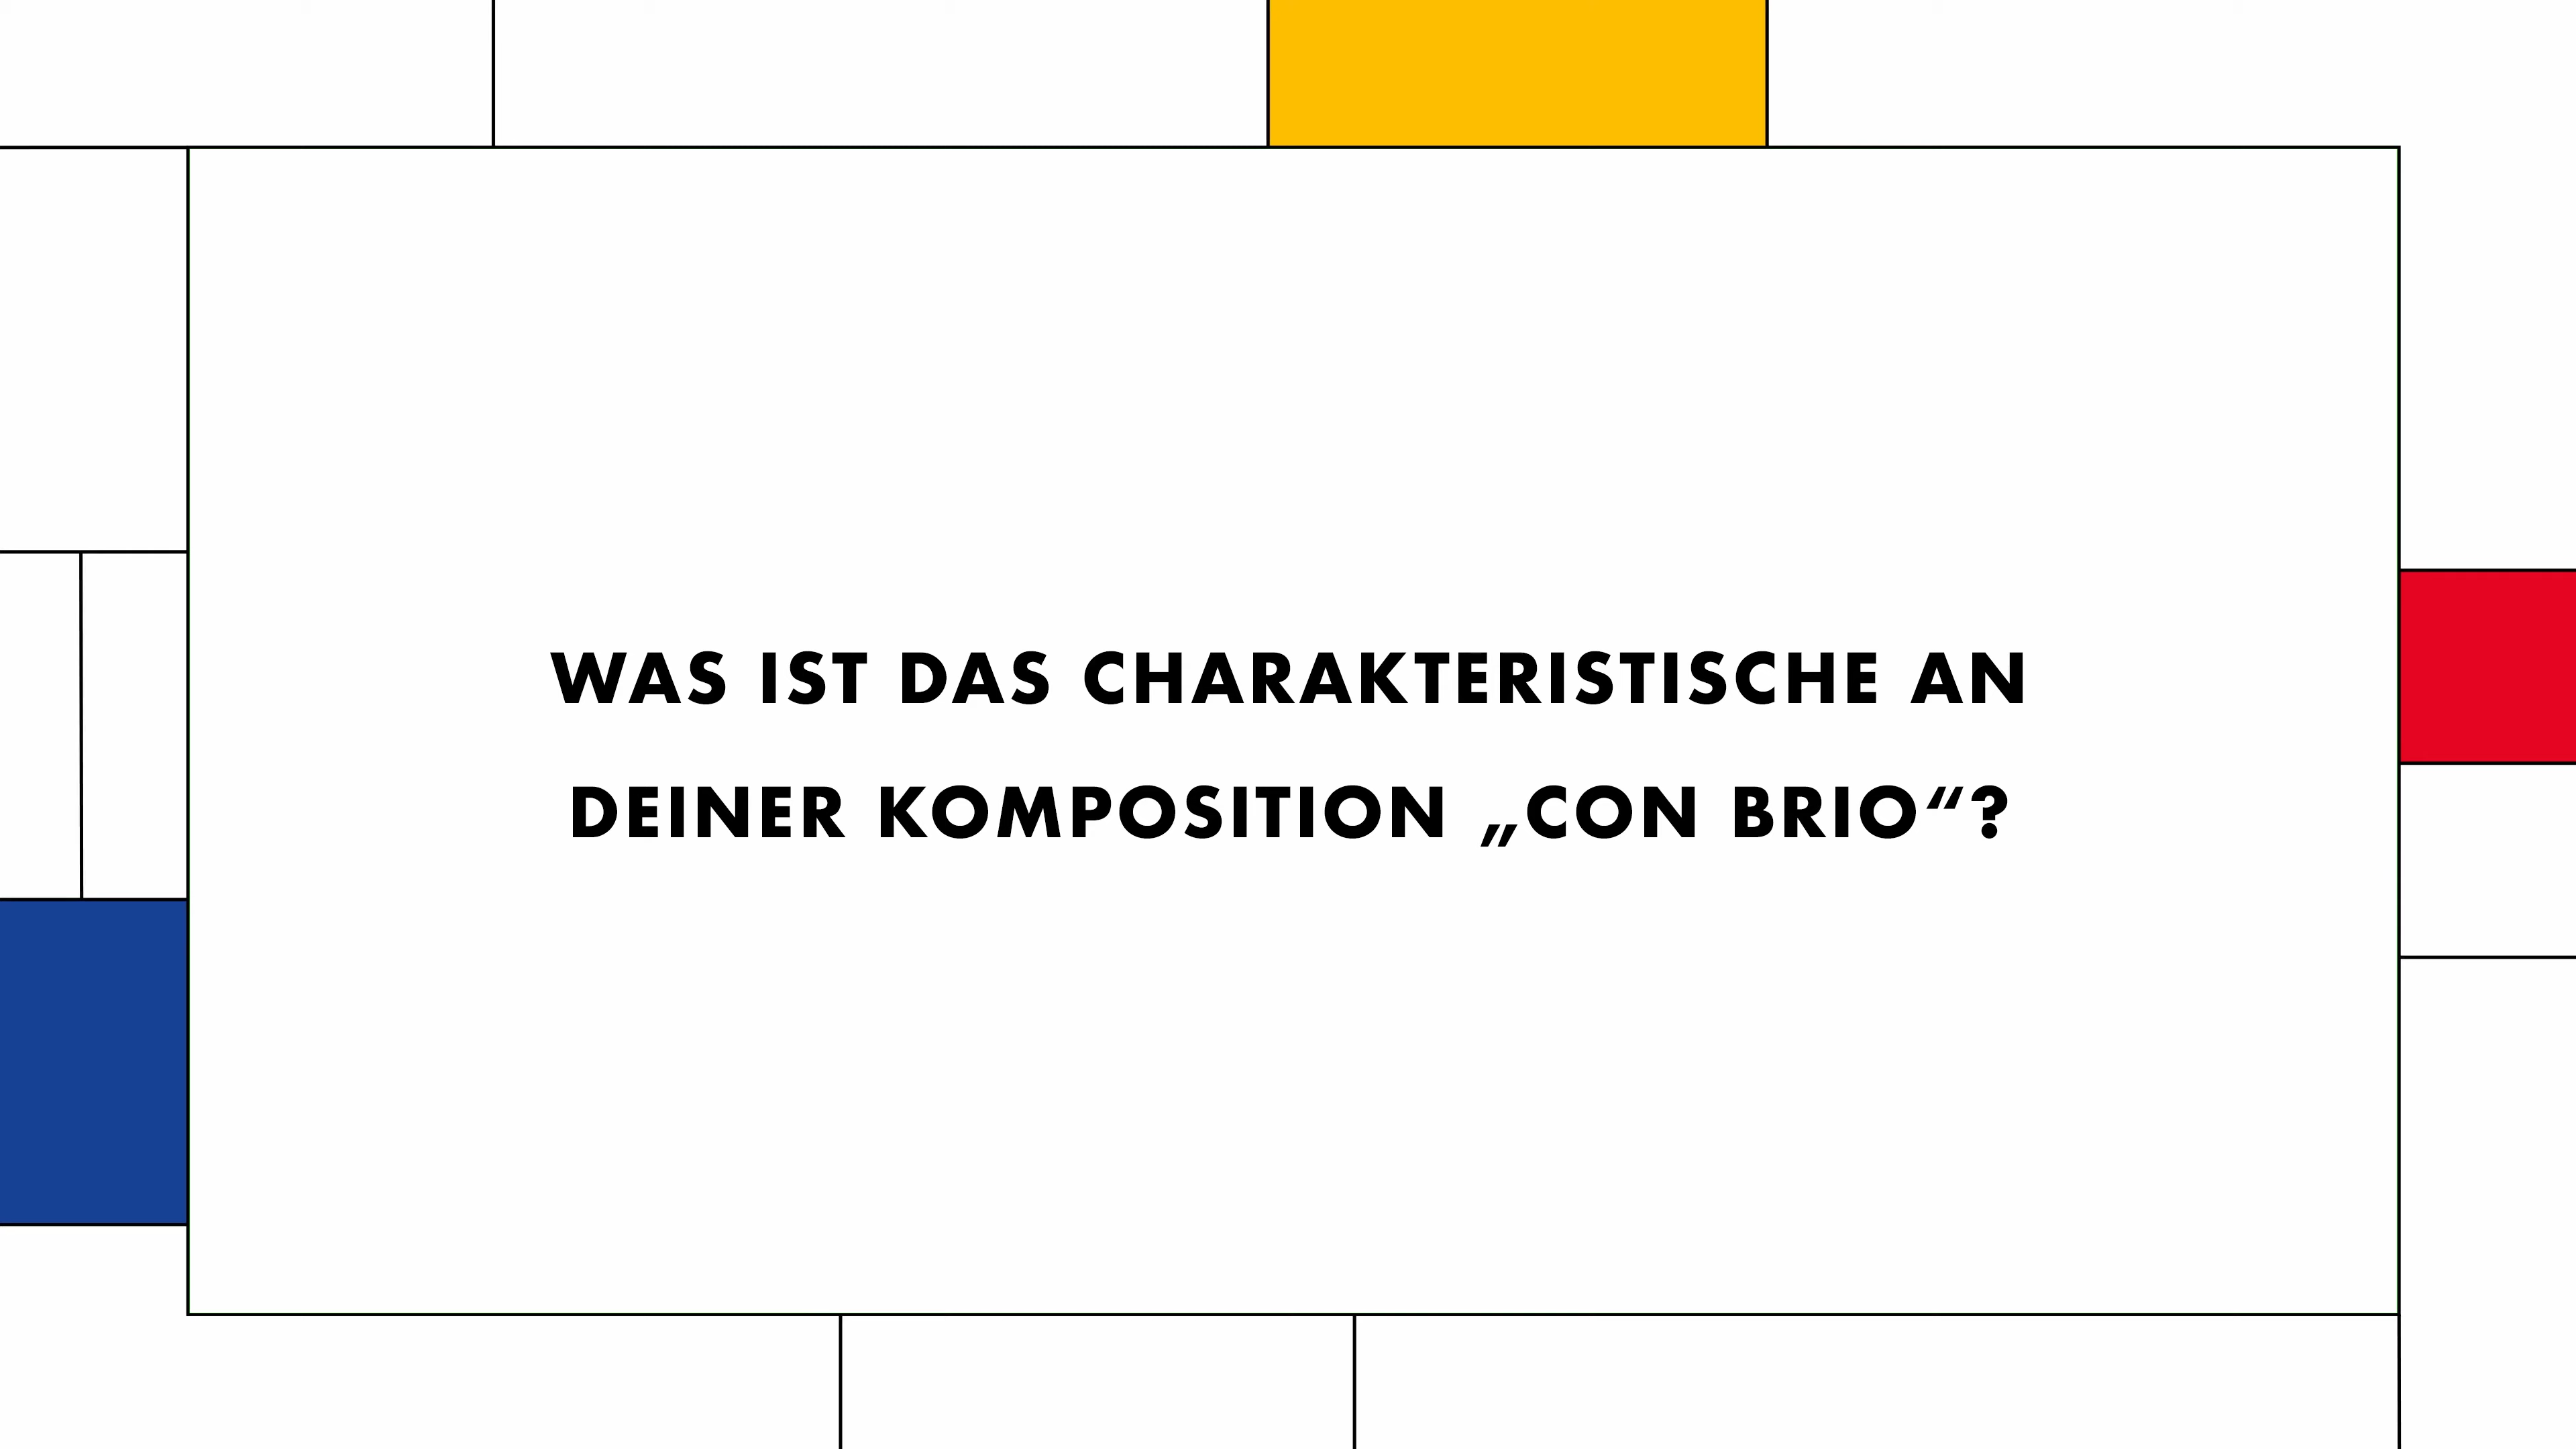 WAS IST DAS CHARAKTERISTISCHE AN
DEINER KOMPOSITION „CON BRIO“?